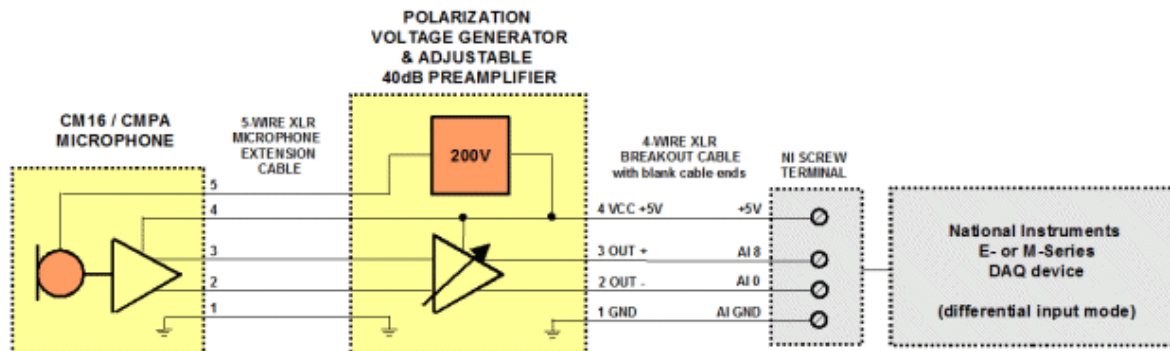 POLARIZATION
VOLTAGE GENERATOR
& ADJUSTABLE
40dB PREAMPLIFIER
CM16 / CMPA
MICROPHONE
5-WIRE XLR
MICROPHONE
EXTENSION
CABLE
200V
4-WIRE XLR
BREAKOUT CABLE
with blank cable ends
NI SCREW
TERMINAL
5
4
3
2
1
4 VCC +5V
+5V
3 OUT +
AI 8
2 OUT -
AI 0
1 GND
AI GND
National Instruments
E- or M-Series
DAQ device
(differential input mode)